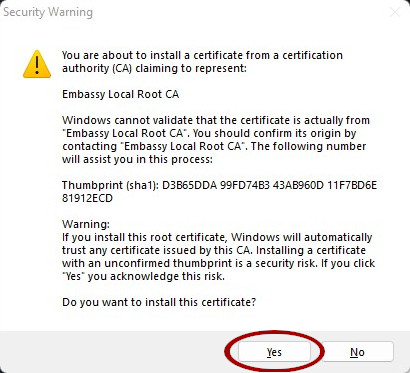 Security Warning
You are about to install a certificate from a certification
authority (CA) claiming to represent:
Embassy Local Root CA
Windows cannot validate that the certificate is actually from
"Embassy Local Root CA". You should confirm its origin by
contacting "Embassy Local Root CA". The following number
will assist you in this process:
Thumbprint (sha1): D3B65DDA 99FD74B3 43AB960D 11F7BD6E
81912ECD
Warning:
If you install this root certificate, Windows will automatically
trust any certificate issued by this CA. Installing a certificate
with an unconfirmed thumbprint is a security risk. If you click
"Yes" you acknowledge this risk.
Do you want to install this certificate?
Yes No